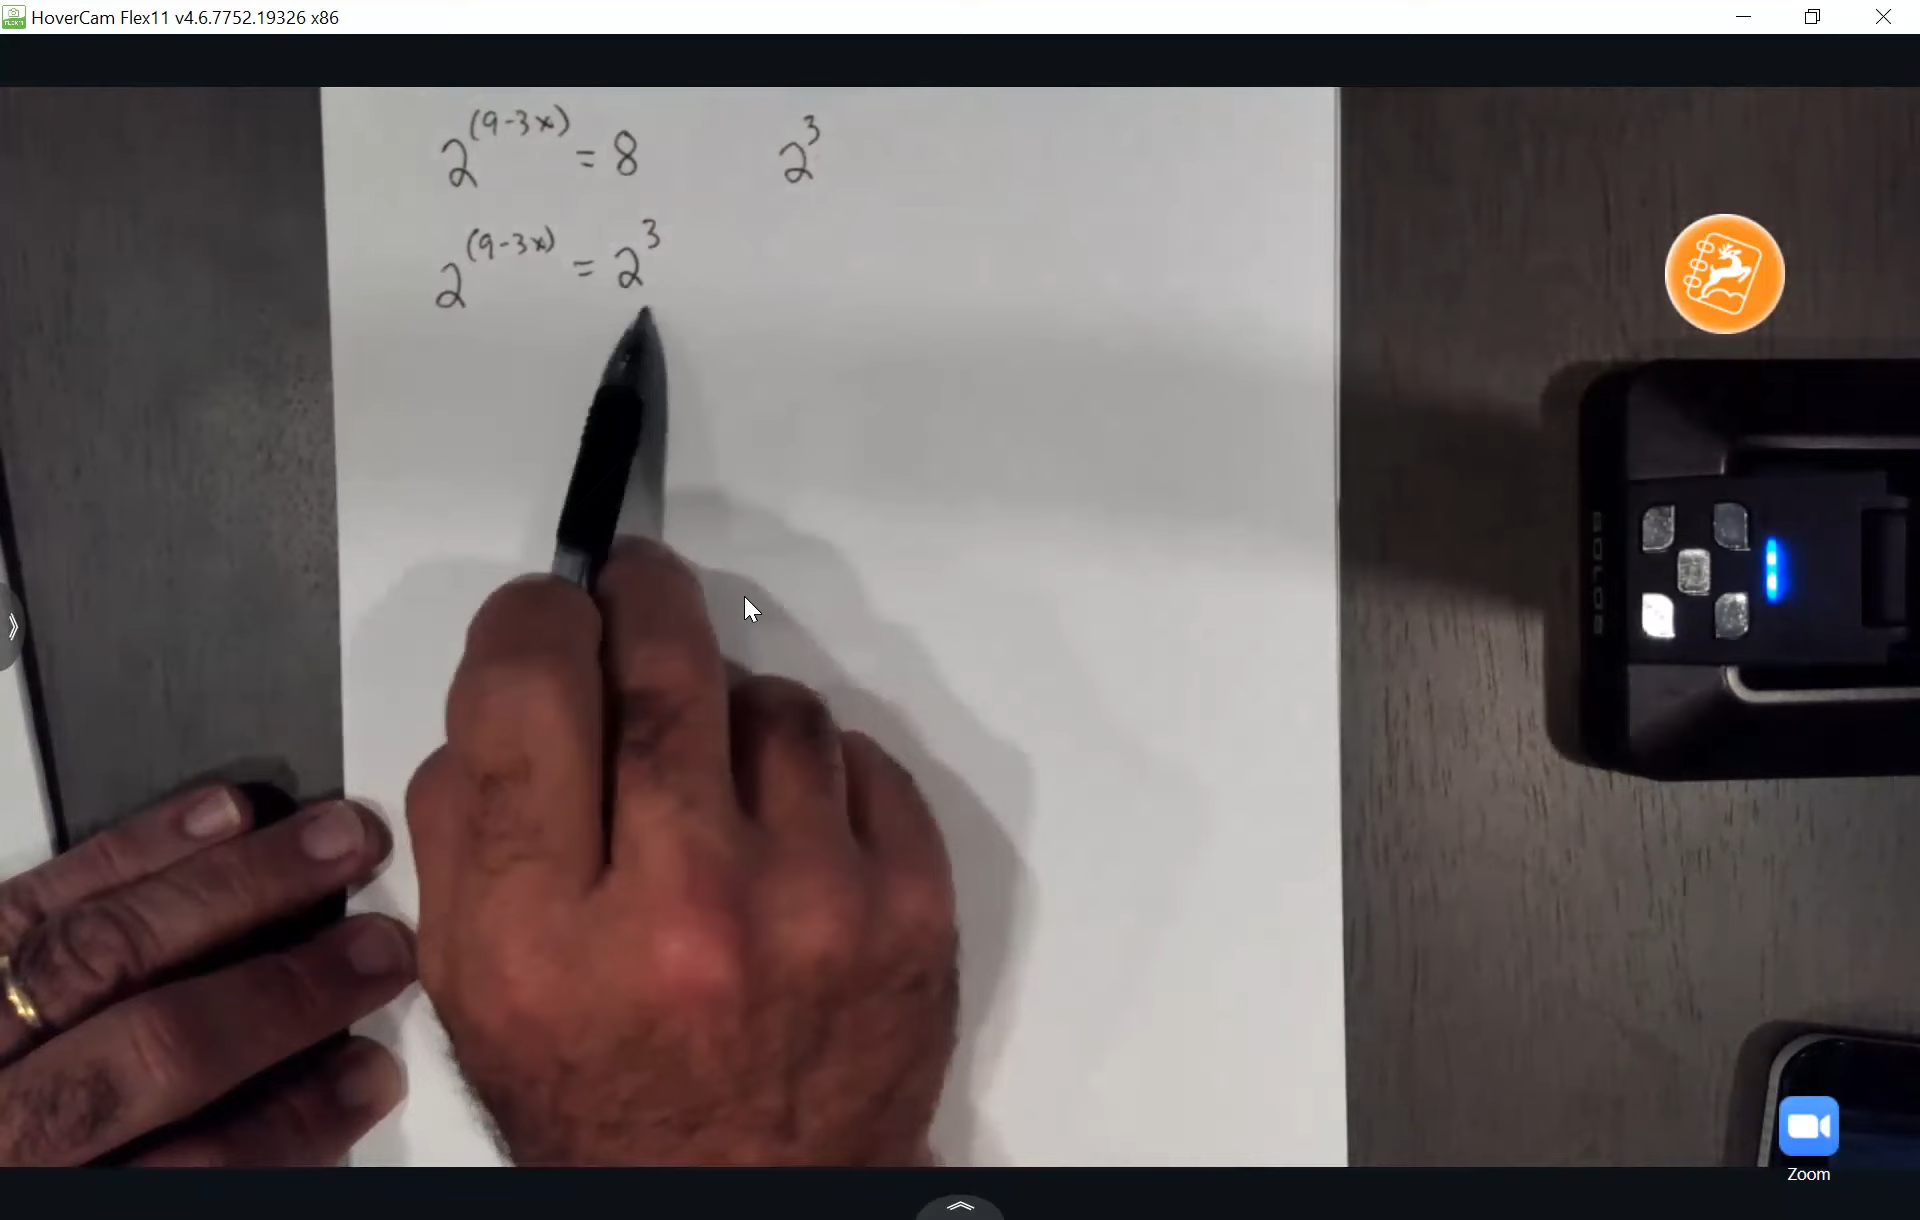 HoverCam Flex11 v4.6.7752.19326 x86
2^(9-3x) = 8 2^3
2^(9-3x) = 2^3
SOLO8
Zoom